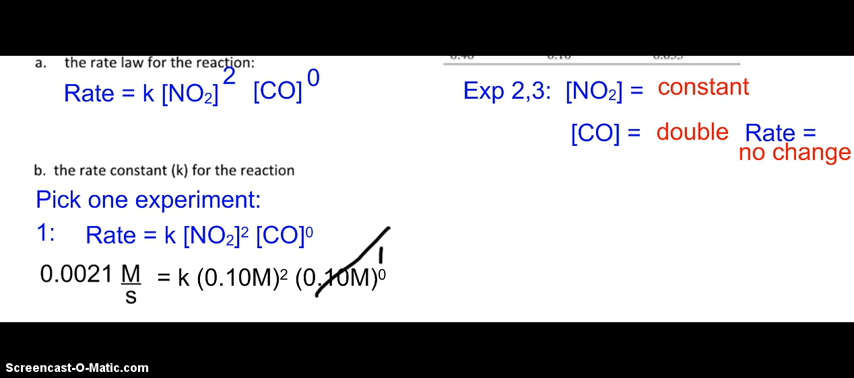 a. the rate law for the reaction:
Rate = k [NO₂]² [CO]⁰
Exp 2,3: [NO₂] = constant
[CO] = double Rate =
no change
b. the rate constant (k) for the reaction
Pick one experiment:
1: Rate = k [NO₂]² [CO]⁰
1
0.0021 M/s = k (0.10M)² (0.10M)⁰
Screencast-O-Matic.com